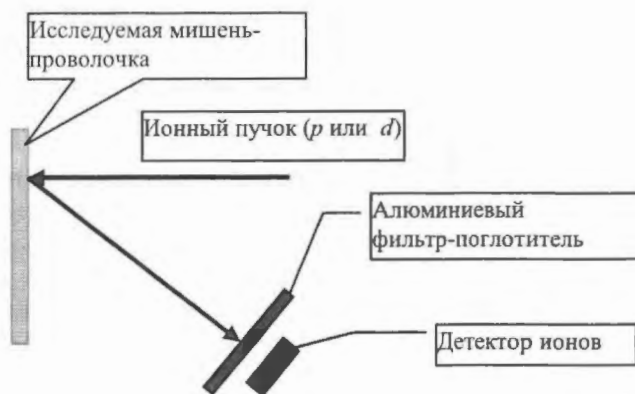 Исследуемая мишень-
проволочка
Ионный пучок (p или d)
Алюминиевый
фильтр-поглотитель
Детектор ионов